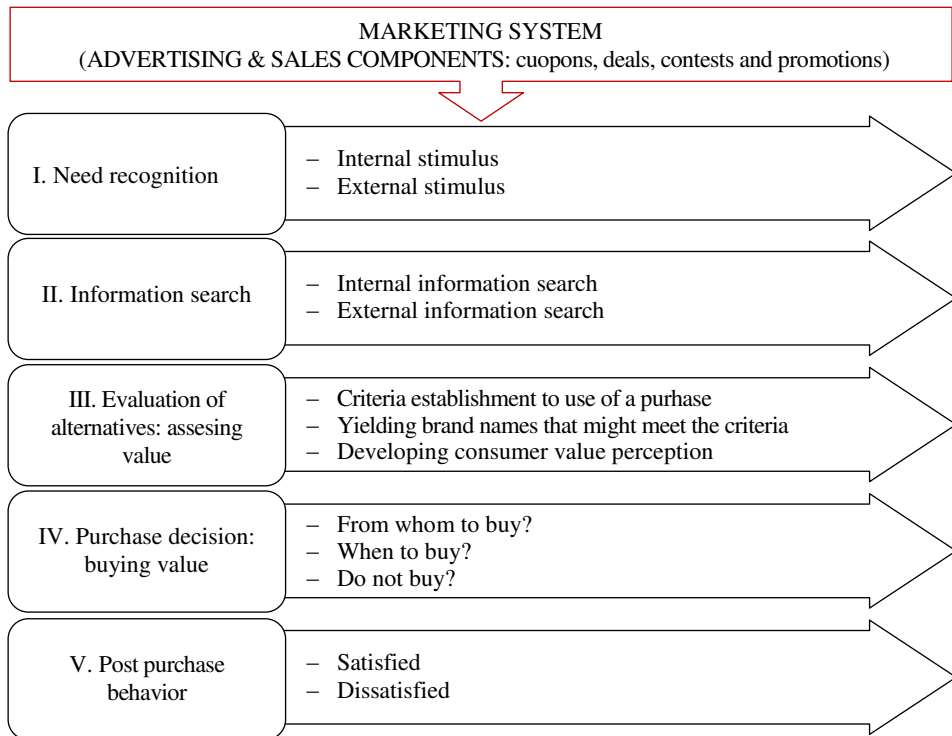 MARKETING SYSTEM
(ADVERTISING & SALES COMPONENTS: cuopons, deals, contests and promotions)
I. Need recognition
– Internal stimulus
– External stimulus
II. Information search
– Internal information search
– External information search
III. Evaluation of
alternatives: assesing
value
– Criteria establishment to use of a purhase
– Yielding brand names that might meet the criteria
– Developing consumer value perception
IV. Purchase decision:
buying value
– From whom to buy?
– When to buy?
– Do not buy?
V. Post purchase
behavior
– Satisfied
– Dissatisfied